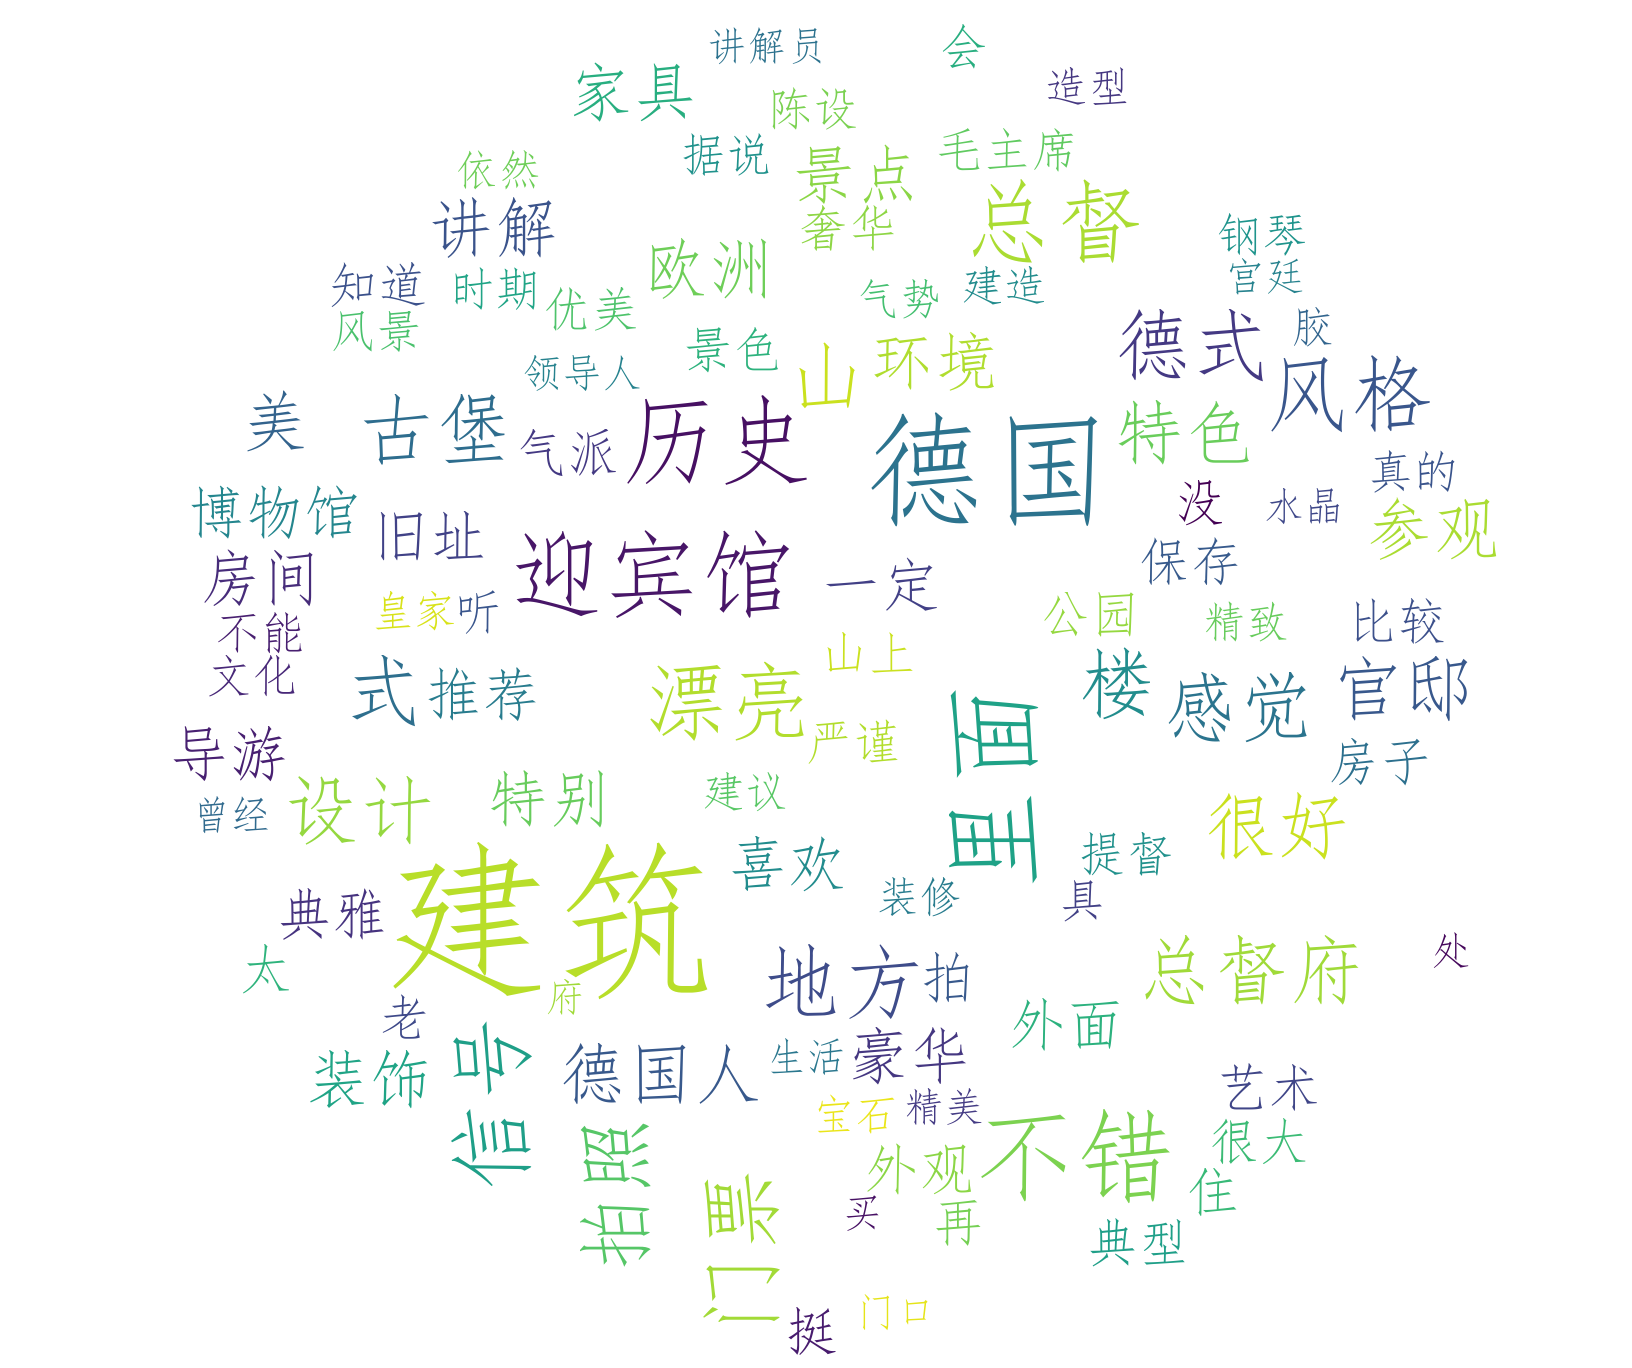 讲解员
会
家具
造型
陈设
据说
毛主席
依然
景点
总督
讲解
奢华
钢琴
欧洲
宫廷
知道
时期
优美
气势
建造
风景
景色
德式
胶
领导人
山
环境
风格
美
古堡
气派
历史
德国
特色
真的
博物馆
旧址
没
水晶
参观
房间
迎宾馆
一定
保存
皇家
听
公园
精致
比较
不能
文化
式
推荐
漂亮
山上
里面
楼
感觉
官邸
导游
严谨
房子
曾经
设计
特别
建议
很好
建筑
喜欢
提督
典雅
装修
具
太
府
地方
拍
总督府
处
老
信号
外面
装饰
德国人
生活
豪华
艺术
拍照
宝石
精美
不错
很大
门票
外观
住
买
再
典型
挺
门口